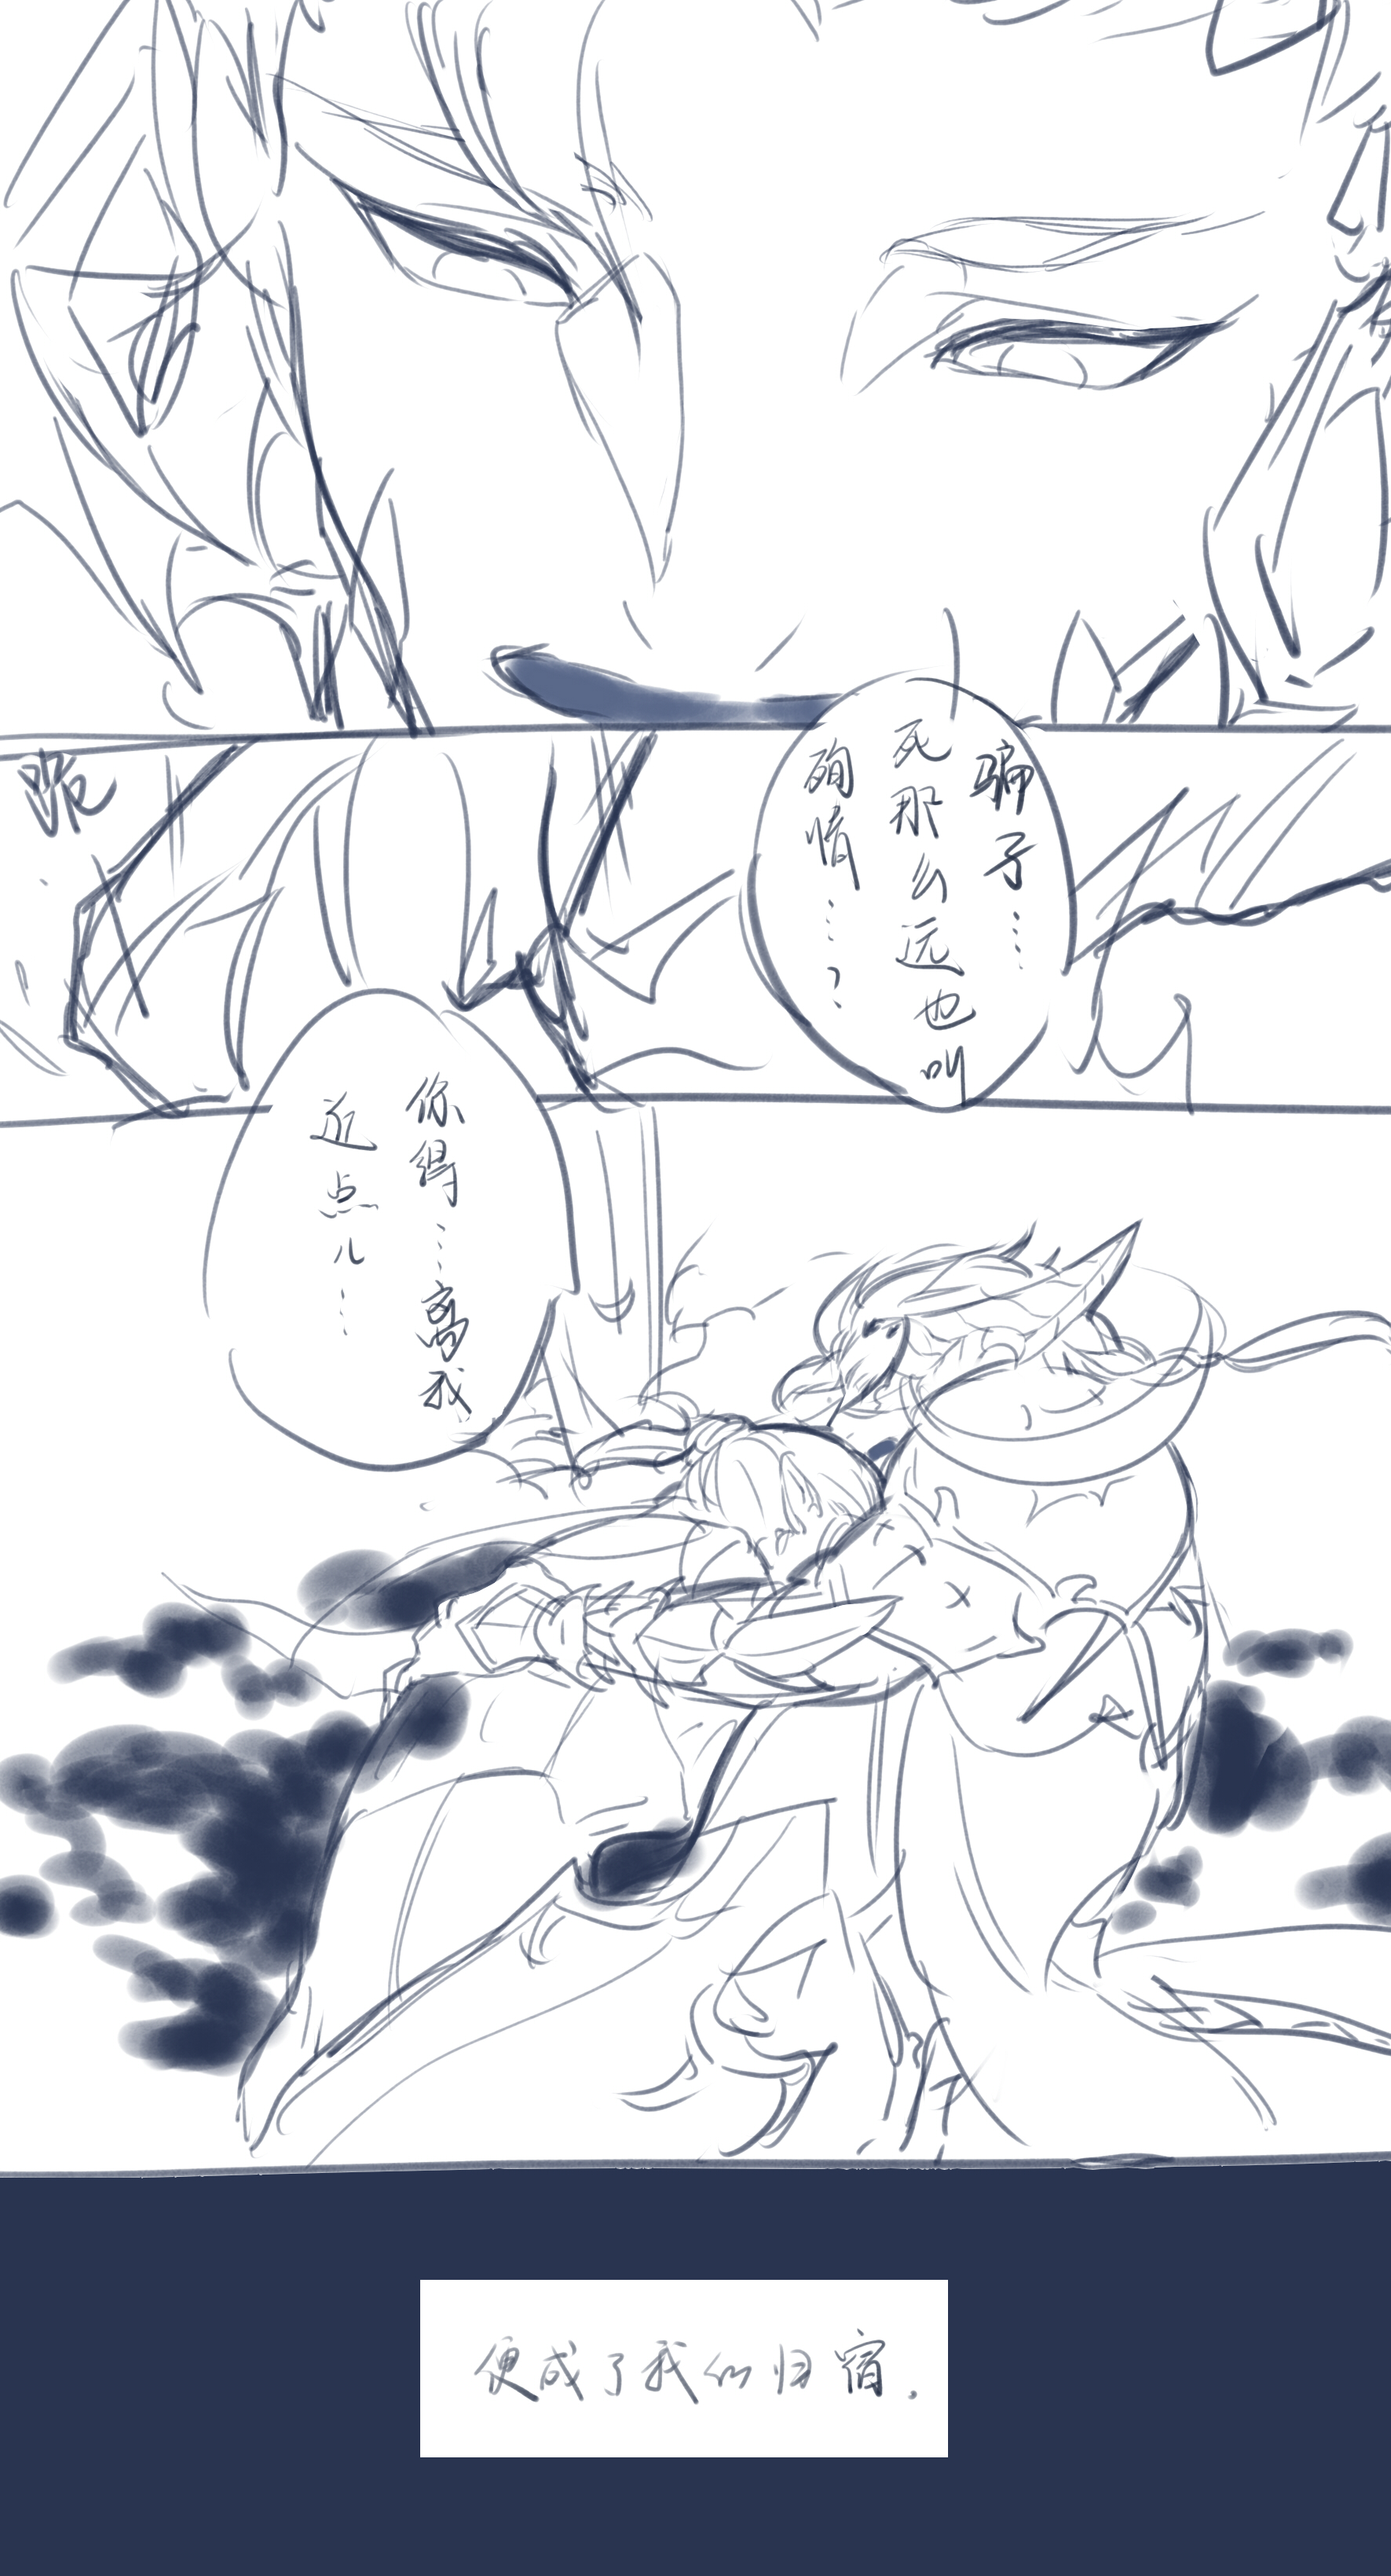 骗子……
死那么远也叫
殉情……?
跪
你得……离我
近点儿……
便成了我们归宿.